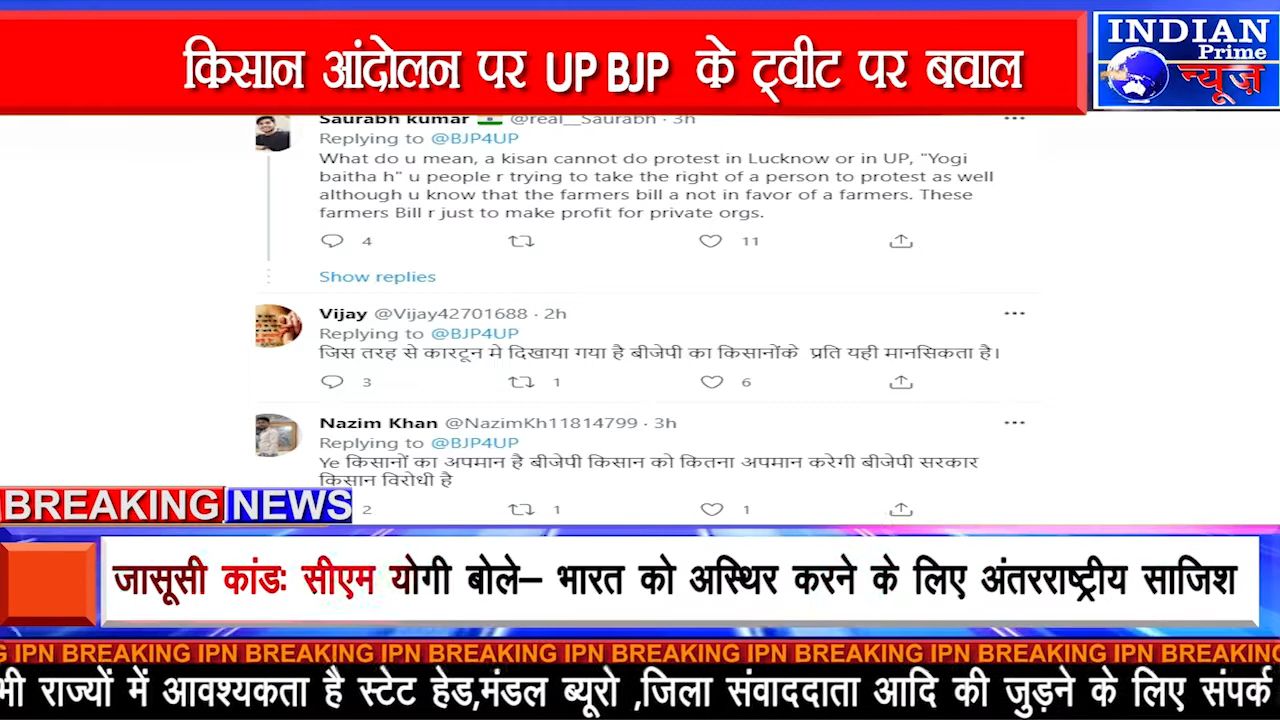 किसान आंदोलन पर UP BJP के ट्वीट पर बवाल
INDIAN
Prime
न्यूज़
Saurabh kumar @real__Saurabh · 3h
Replying to @BJP4UP
What do u mean, a kisan cannot do protest in Lucknow or in UP, "Yogi
baitha h" u people r trying to take the right of a person to protest as well
although u know that the farmers bill a not in favor of a farmers. These
farmers Bill r just to make profit for private orgs.
4 11
Show replies
Vijay @Vijay42701688 · 2h
Replying to @BJP4UP
जिस तरह से कारटून मे दिखाया गया है बीजेपी का किसानोंके प्रति यही मानसिकता है।
3 1 6
Nazim Khan @NazimKh11814799 · 3h
Replying to @BJP4UP
Ye किसानों का अपमान है बीजेपी किसान को कितना अपमान करेगी बीजेपी सरकार
किसान विरोधी है
2 1 1
BREAKING NEWS
जासूसी कांडः सीएम योगी बोले– भारत को अस्थिर करने के लिए अंतरराष्ट्रीय साजिश
G IPN BREAKING IPN BREAKING IPN BREAKING IPN BREAKING IPN BREAKING IPN BREAKING IPN BREAKING
भी राज्यों में आवश्यकता है स्टेट हेड,मंडल ब्यूरो ,जिला संवाददाता आदि की जुड़ने के लिए संपर्क